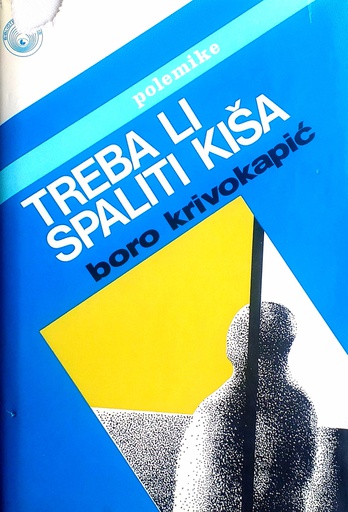 polemike
TREBA LI
SPALITI KIŠA
boro krivokapić